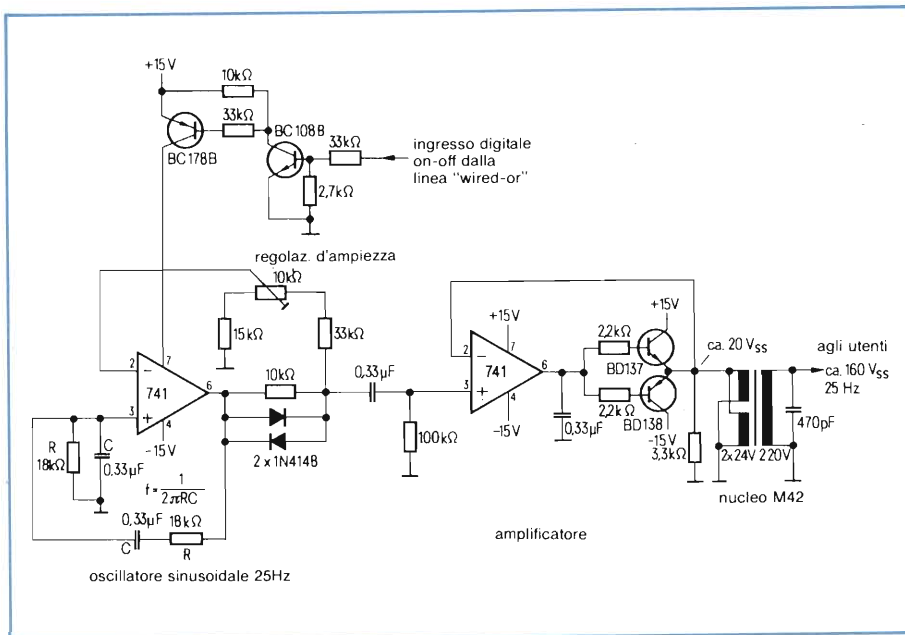 +15V
10kΩ
33kΩ
BC108B
BC178B
33kΩ
2,7kΩ
ingresso digitale
on-off dalla
linea "wired-or"
regolaz. d'ampiezza
10kΩ
15kΩ
33kΩ
2
3
7
6
4
741
-15V
10kΩ
2 x 1N4148
R
18kΩ
C
0,33µF
f = 1
2πRC
0,33µF
C
18kΩ
R
oscillatore sinusoidale 25Hz
0,33µF
100kΩ
+15V
2
3
7
6
4
741
-15V
0,33µF
2,2kΩ
2,2kΩ
+15V
BD137
BD138
-15V
3,3kΩ
ca. 20 Vss
agli utenti
ca. 160 Vss
25 Hz
470pF
2x24V
220V
nucleo M42
amplificatore